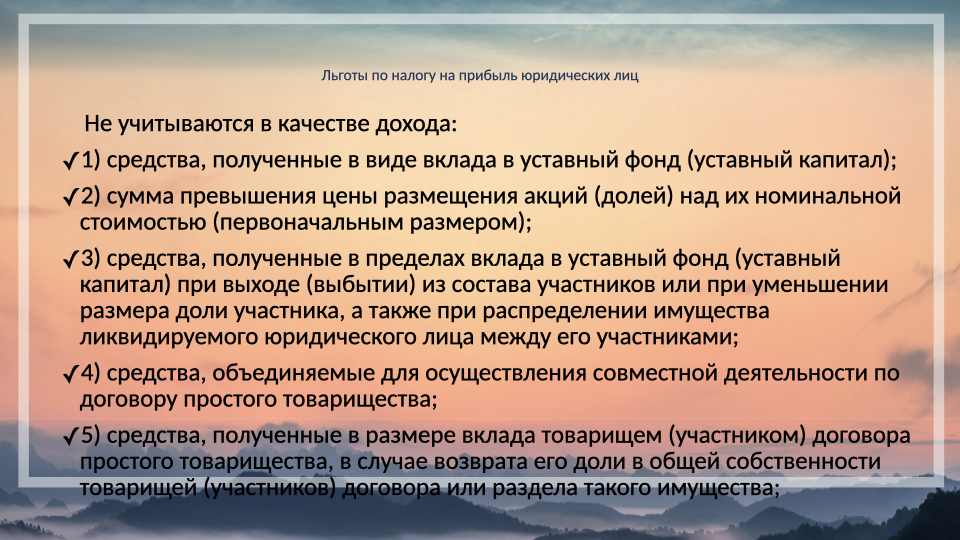 Льготы по налогу на прибыль юридических лиц
Не учитываются в качестве дохода:
✓1) средства, полученные в виде вклада в уставный фонд (уставный капитал);
✓2) сумма превышения цены размещения акций (долей) над их номинальной
стоимостью (первоначальным размером);
✓3) средства, полученные в пределах вклада в уставный фонд (уставный
капитал) при выходе (выбытии) из состава участников или при уменьшении
размера доли участника, а также при распределении имущества
ликвидируемого юридического лица между его участниками;
✓4) средства, объединяемые для осуществления совместной деятельности по
договору простого товарищества;
✓5) средства, полученные в размере вклада товарищем (участником) договора
простого товарищества, в случае возврата его доли в общей собственности
товарищей (участников) договора или раздела такого имущества;